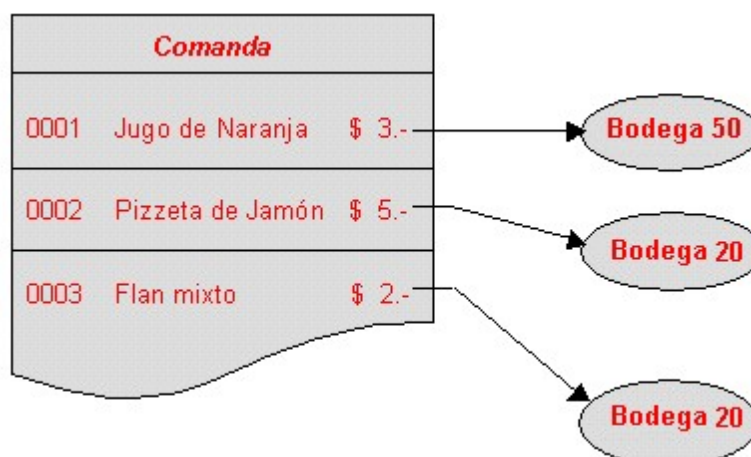 Comanda
0001 Jugo de Naranja $ 3.- Bodega 50
0002 Pizzeta de Jamón $ 5.- Bodega 20
0003 Flan mixto $ 2.- Bodega 20